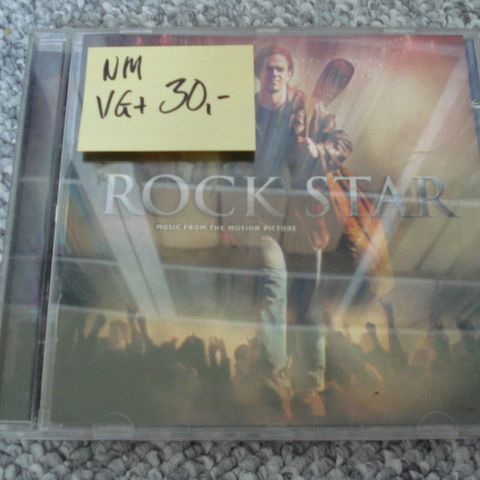 NM
VG+ 30,-
ROCK STAR
MUSIC FROM THE MOTION PICTURE